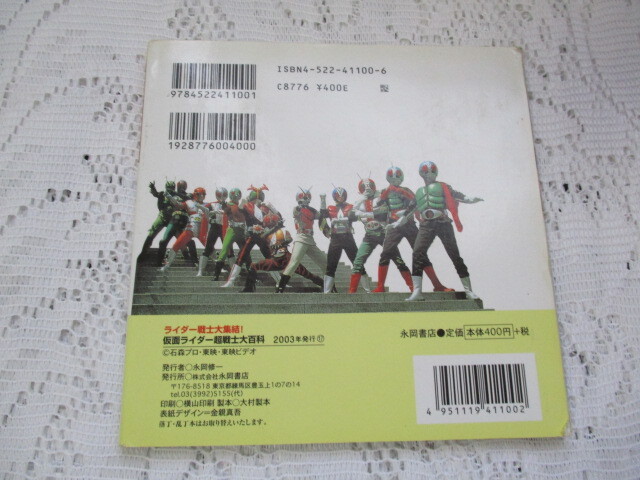 ISBN4-522-41100-6
C8776 ¥400E
9784522411001
1928776004000
ライダー戦士大集結!
仮面ライダー超戦士大百科 2003年発行⑰
©石森プロ・東映・東映ビデオ
永岡書店●定価 本体400円 +税
発行者○永岡修一
発行所○株式会社永岡書店
〒176-8518 東京都練馬区豊玉上1の7の14
tel.03(3992)5155(代)
印刷○横山印刷 製本○大村製本
表紙デザイン=金親真吾
落丁・乱丁本はお取り替えいたします。
4951119411002